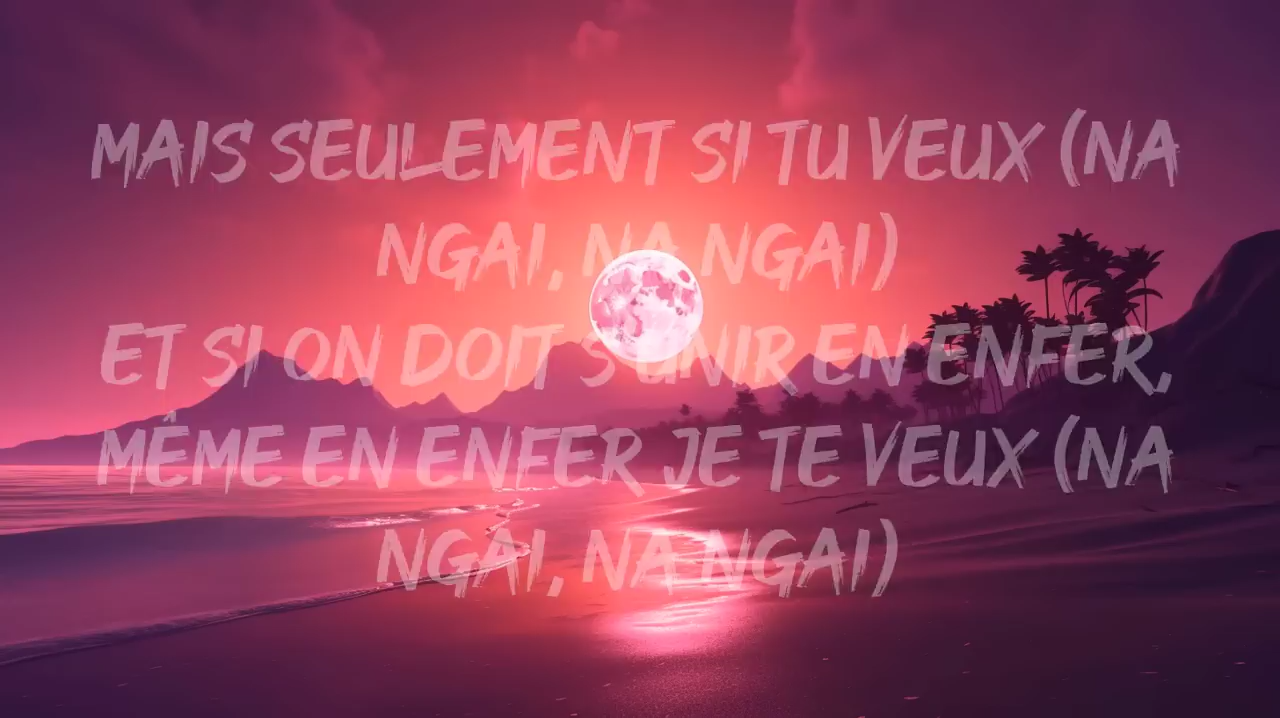 MAIS SEULEMENT SI TU VEUX (NA
NGAI, NA NGAI)
ET SI ON DOIT S'UNIR EN ENFER,
MÊME EN ENFER JE TE VEUX (NA
NGAI, NA NGAI)